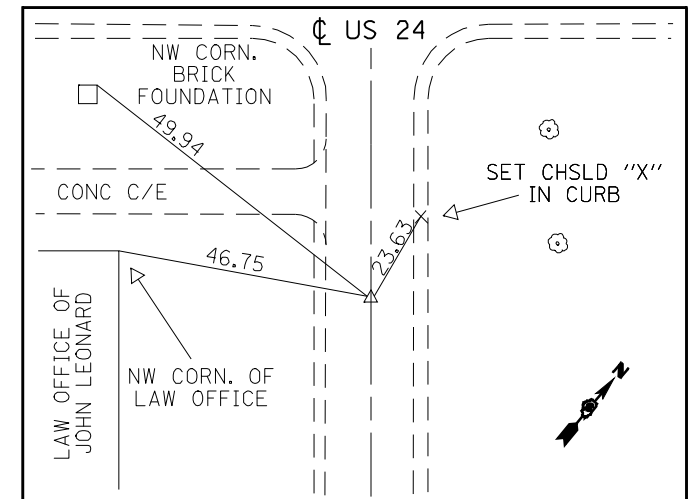 ℄ US 24
NW CORN.
BRICK
FOUNDATION
49.94
SET CHSLD "X"
IN CURB
CONC C/E
46.75
23.63
LAW OFFICE OF
JOHN LEONARD
NW CORN. OF
LAW OFFICE
N